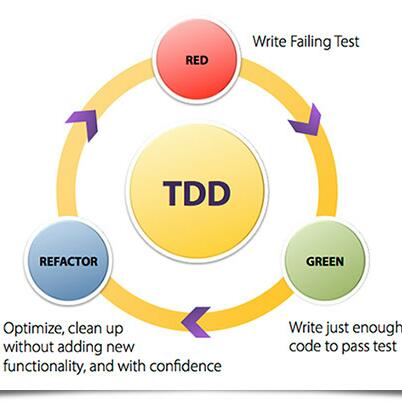 RED
Write Failing Test
TDD
REFACTOR
GREEN
Optimize, clean up
without adding new
functionality, and with confidence
Write just enough
code to pass test